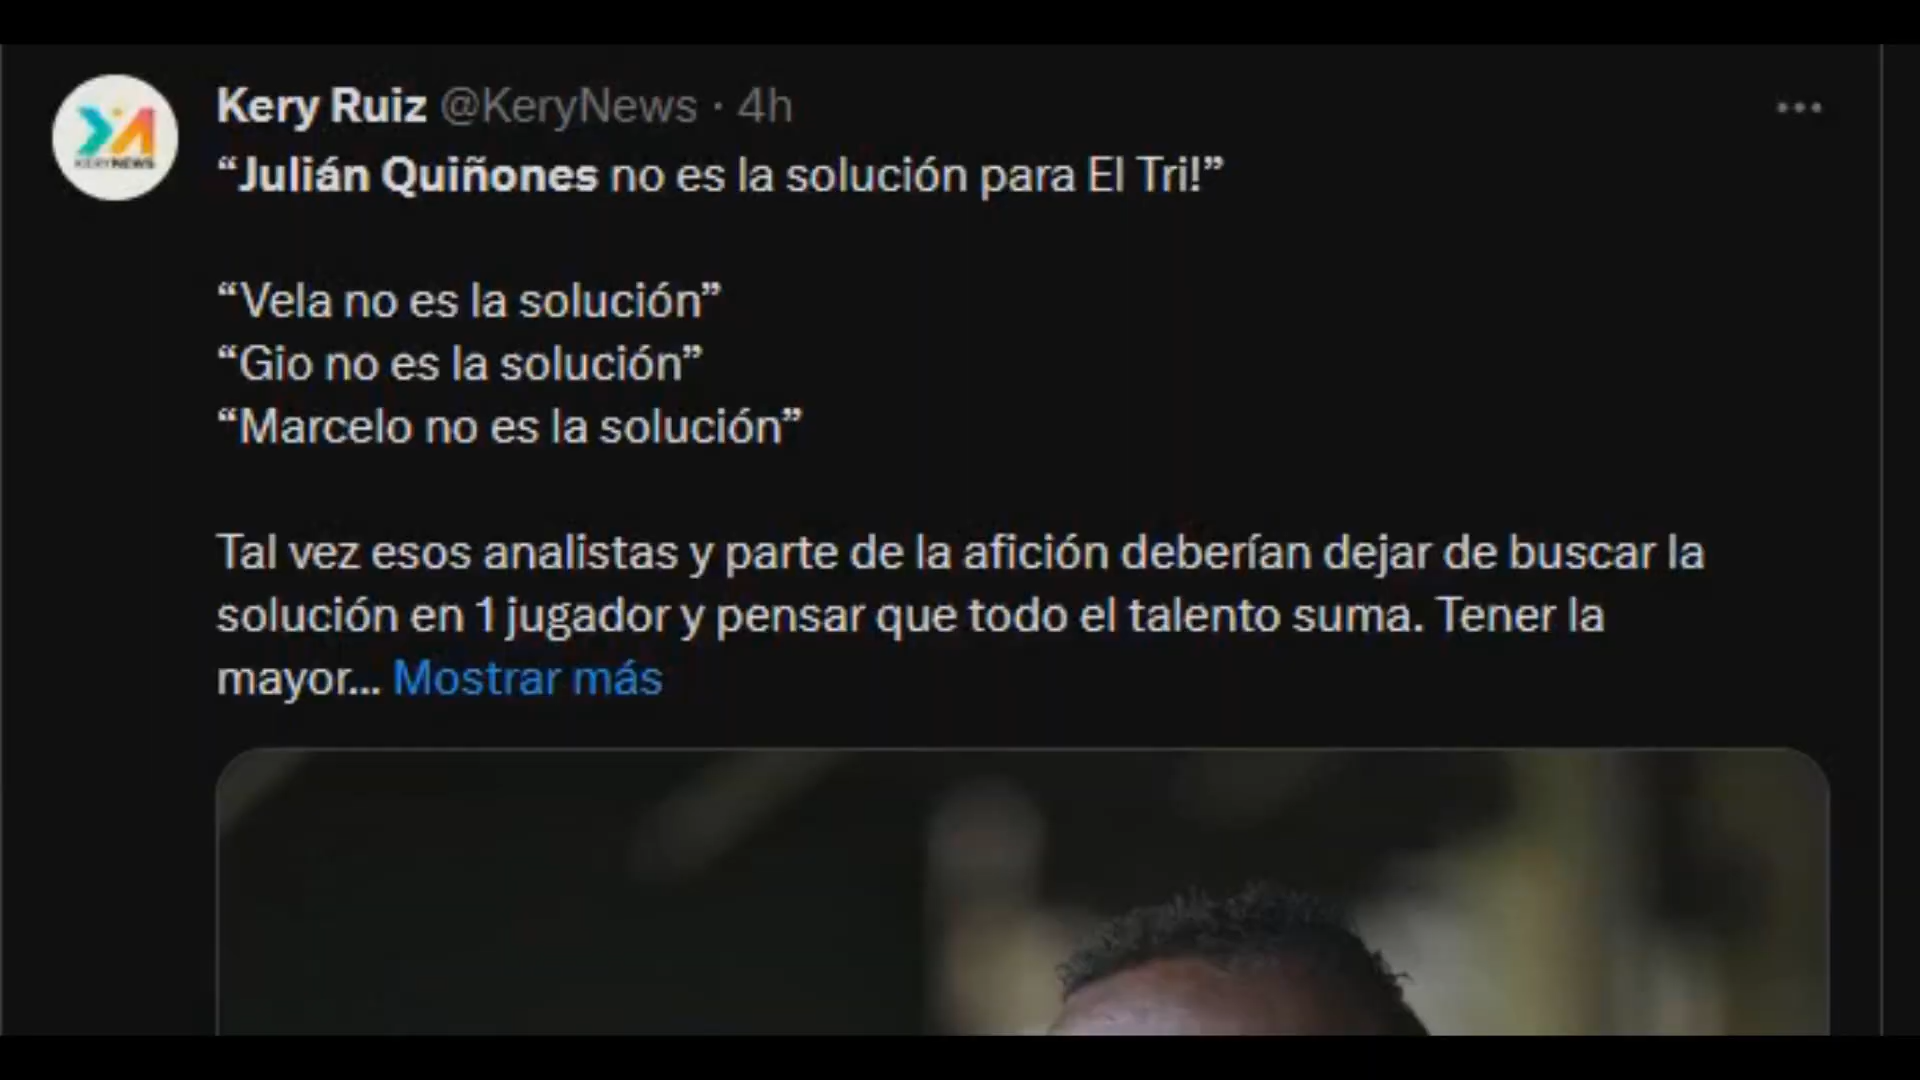 Kery Ruiz @KeryNews · 4h
“Julián Quiñones no es la solución para El Tri!”
“Vela no es la solución”
“Gio no es la solución”
“Marcelo no es la solución”
Tal vez esos analistas y parte de la afición deberían dejar de buscar la
solución en 1 jugador y pensar que todo el talento suma. Tener la
mayor... Mostrar más
KERYNEWS